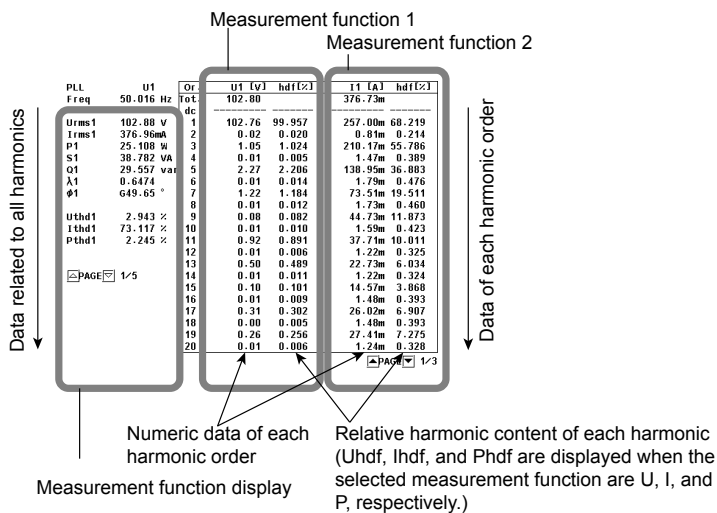 Measurement function 1
Measurement function 2
PLL U1 Or. U1 [V] hdf[%] I1 [A] hdf[%]
Freq 50.016 Hz Tot. 102.80 376.73m
dc -------- ------ -------- ------
Urms1 102.88 V 1 102.76 99.957 257.00m 68.219
Irms1 376.96mA 2 0.02 0.020 0.81m 0.214
P1 25.108 W 3 1.05 1.024 210.17m 55.786
S1 38.782 VA 4 0.01 0.005 1.47m 0.389
Q1 29.557 var 5 2.27 2.206 138.95m 36.883
λ1 0.6474 6 0.01 0.014 1.79m 0.476
φ1 G49.65 ° 7 1.22 1.184 73.51m 19.511
8 0.01 0.012 1.73m 0.460
Uthd1 2.943 % 9 0.08 0.082 44.73m 11.873
Ithd1 73.117 % 10 0.01 0.010 1.59m 0.423
Pthd1 2.245 % 11 0.92 0.891 37.71m 10.011
12 0.01 0.006 1.22m 0.325
13 0.50 0.489 22.73m 6.034
△PAGE▽ 1/5 14 0.01 0.011 1.22m 0.324
15 0.10 0.101 14.57m 3.868
16 0.01 0.009 1.48m 0.393
17 0.31 0.302 26.02m 6.907
18 0.00 0.005 1.48m 0.393
19 0.26 0.256 27.41m 7.275
20 0.01 0.006 1.24m 0.328
▲PAGE▼ 1/3
Data related to all harmonics
Data of each harmonic order
Numeric data of each
harmonic order
Measurement function display
Relative harmonic content of each harmonic
(Uhdf, Ihdf, and Phdf are displayed when the
selected measurement function are U, I, and
P, respectively.)